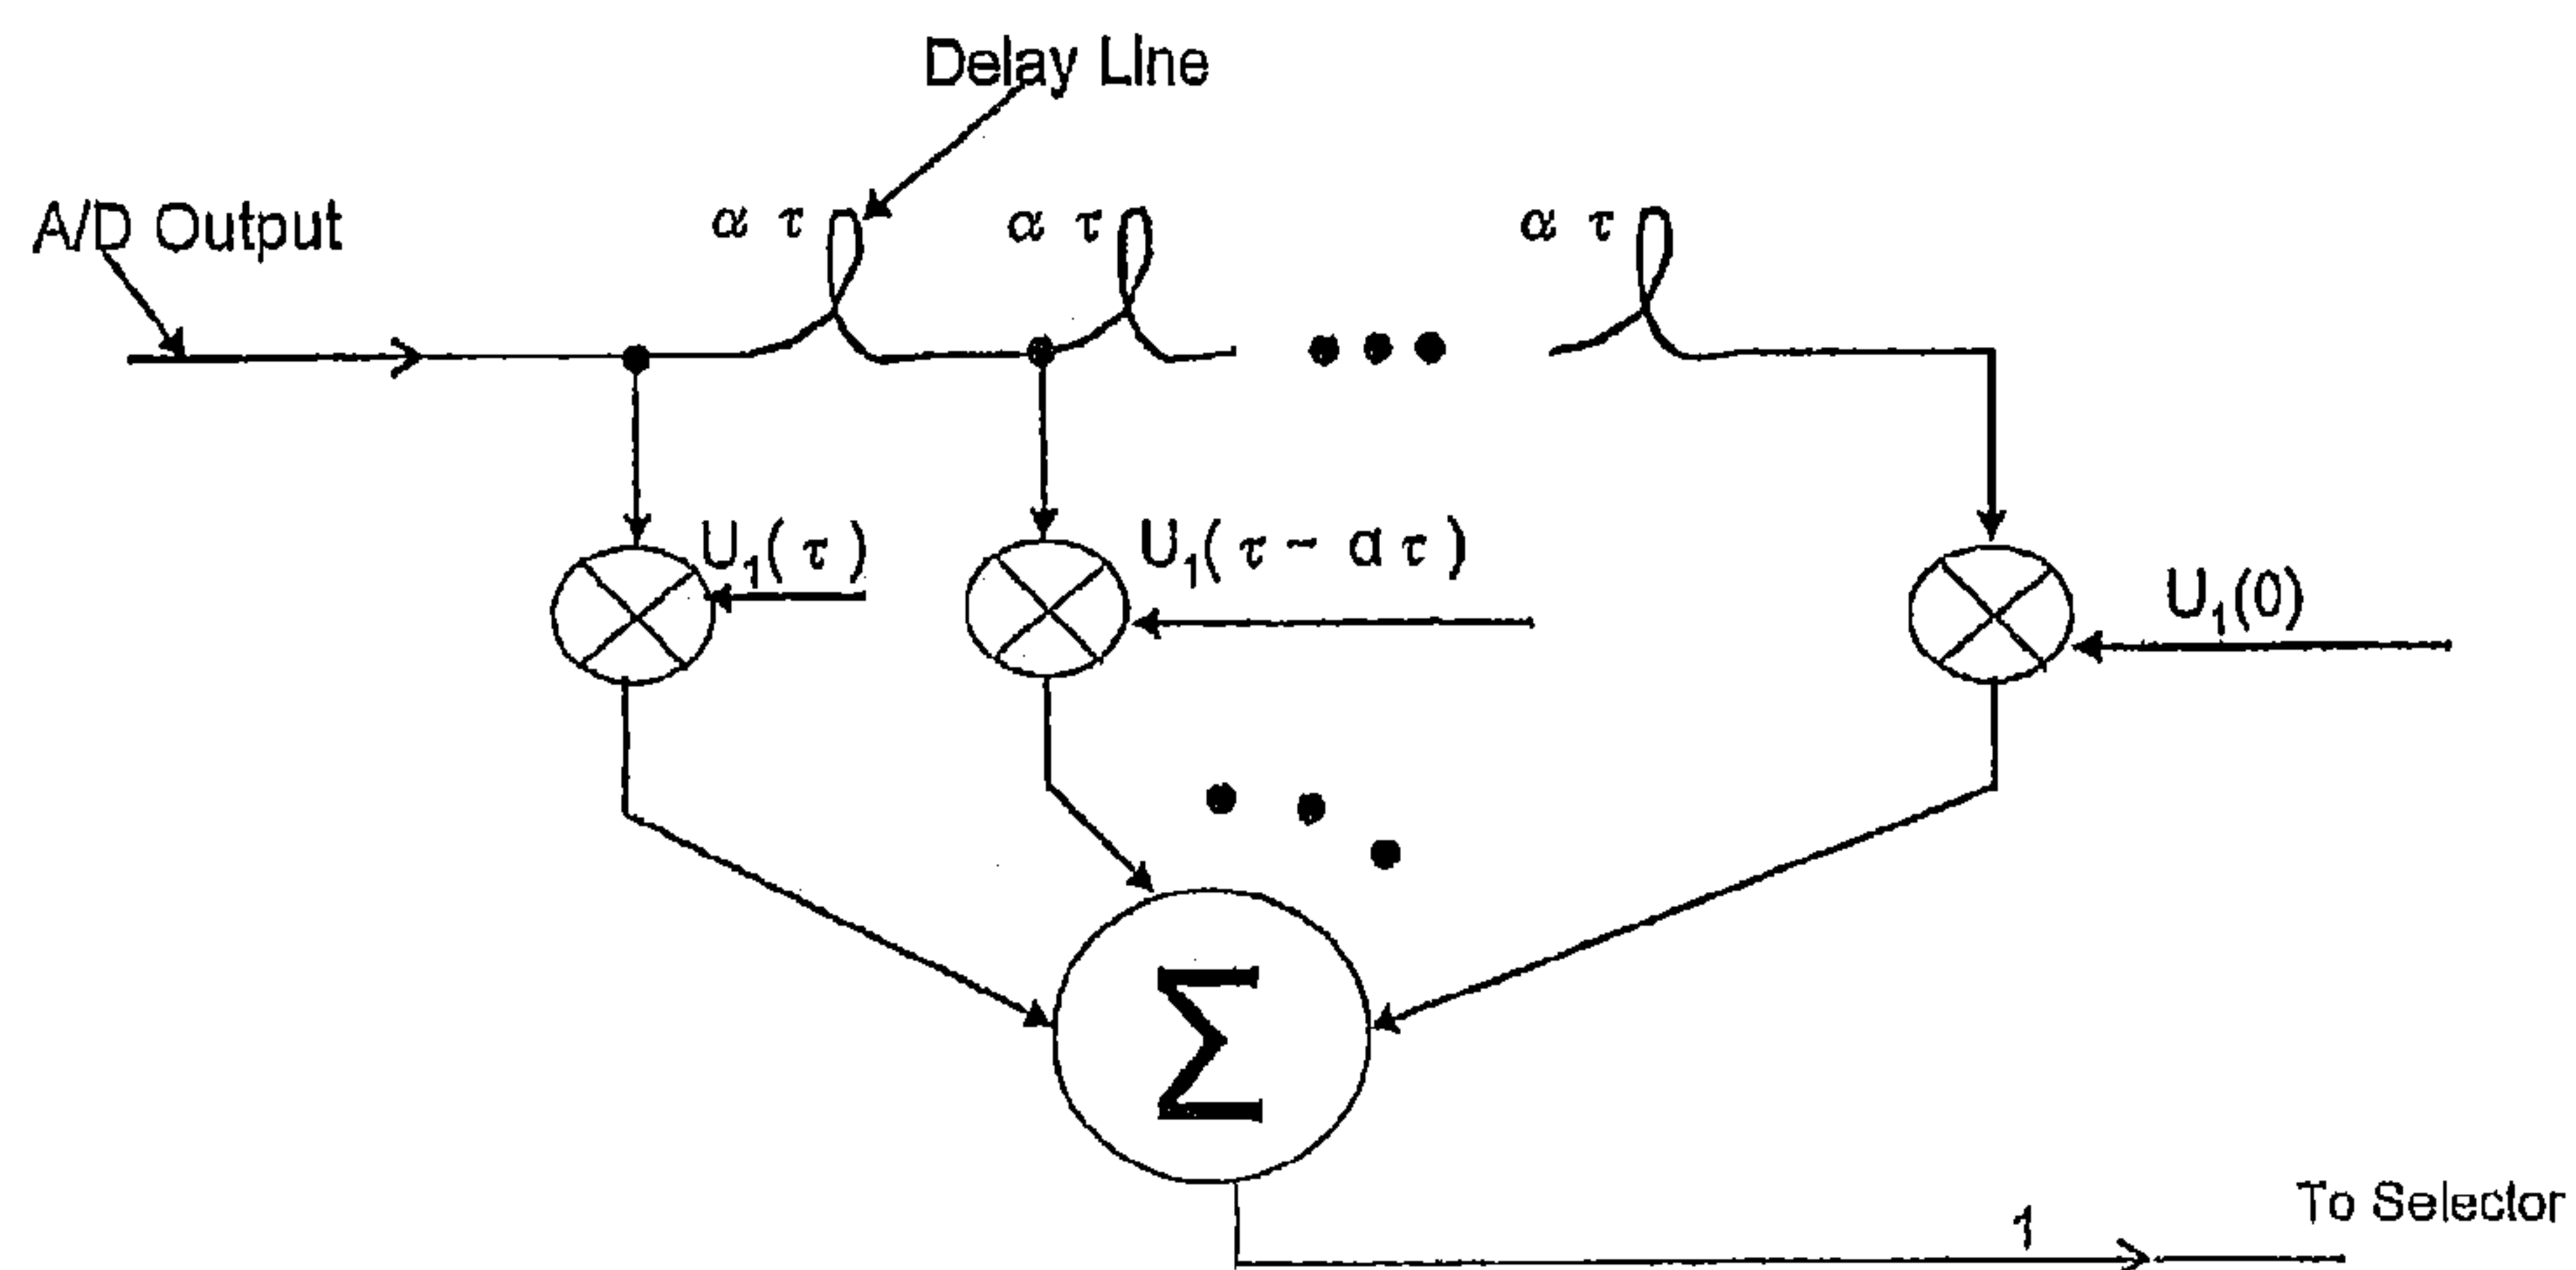 Delay Line
A/D Output
α τ
α τ
α τ
U₁( τ )
U₁( τ - α τ )
U₁(0)
Σ
1
To Selector